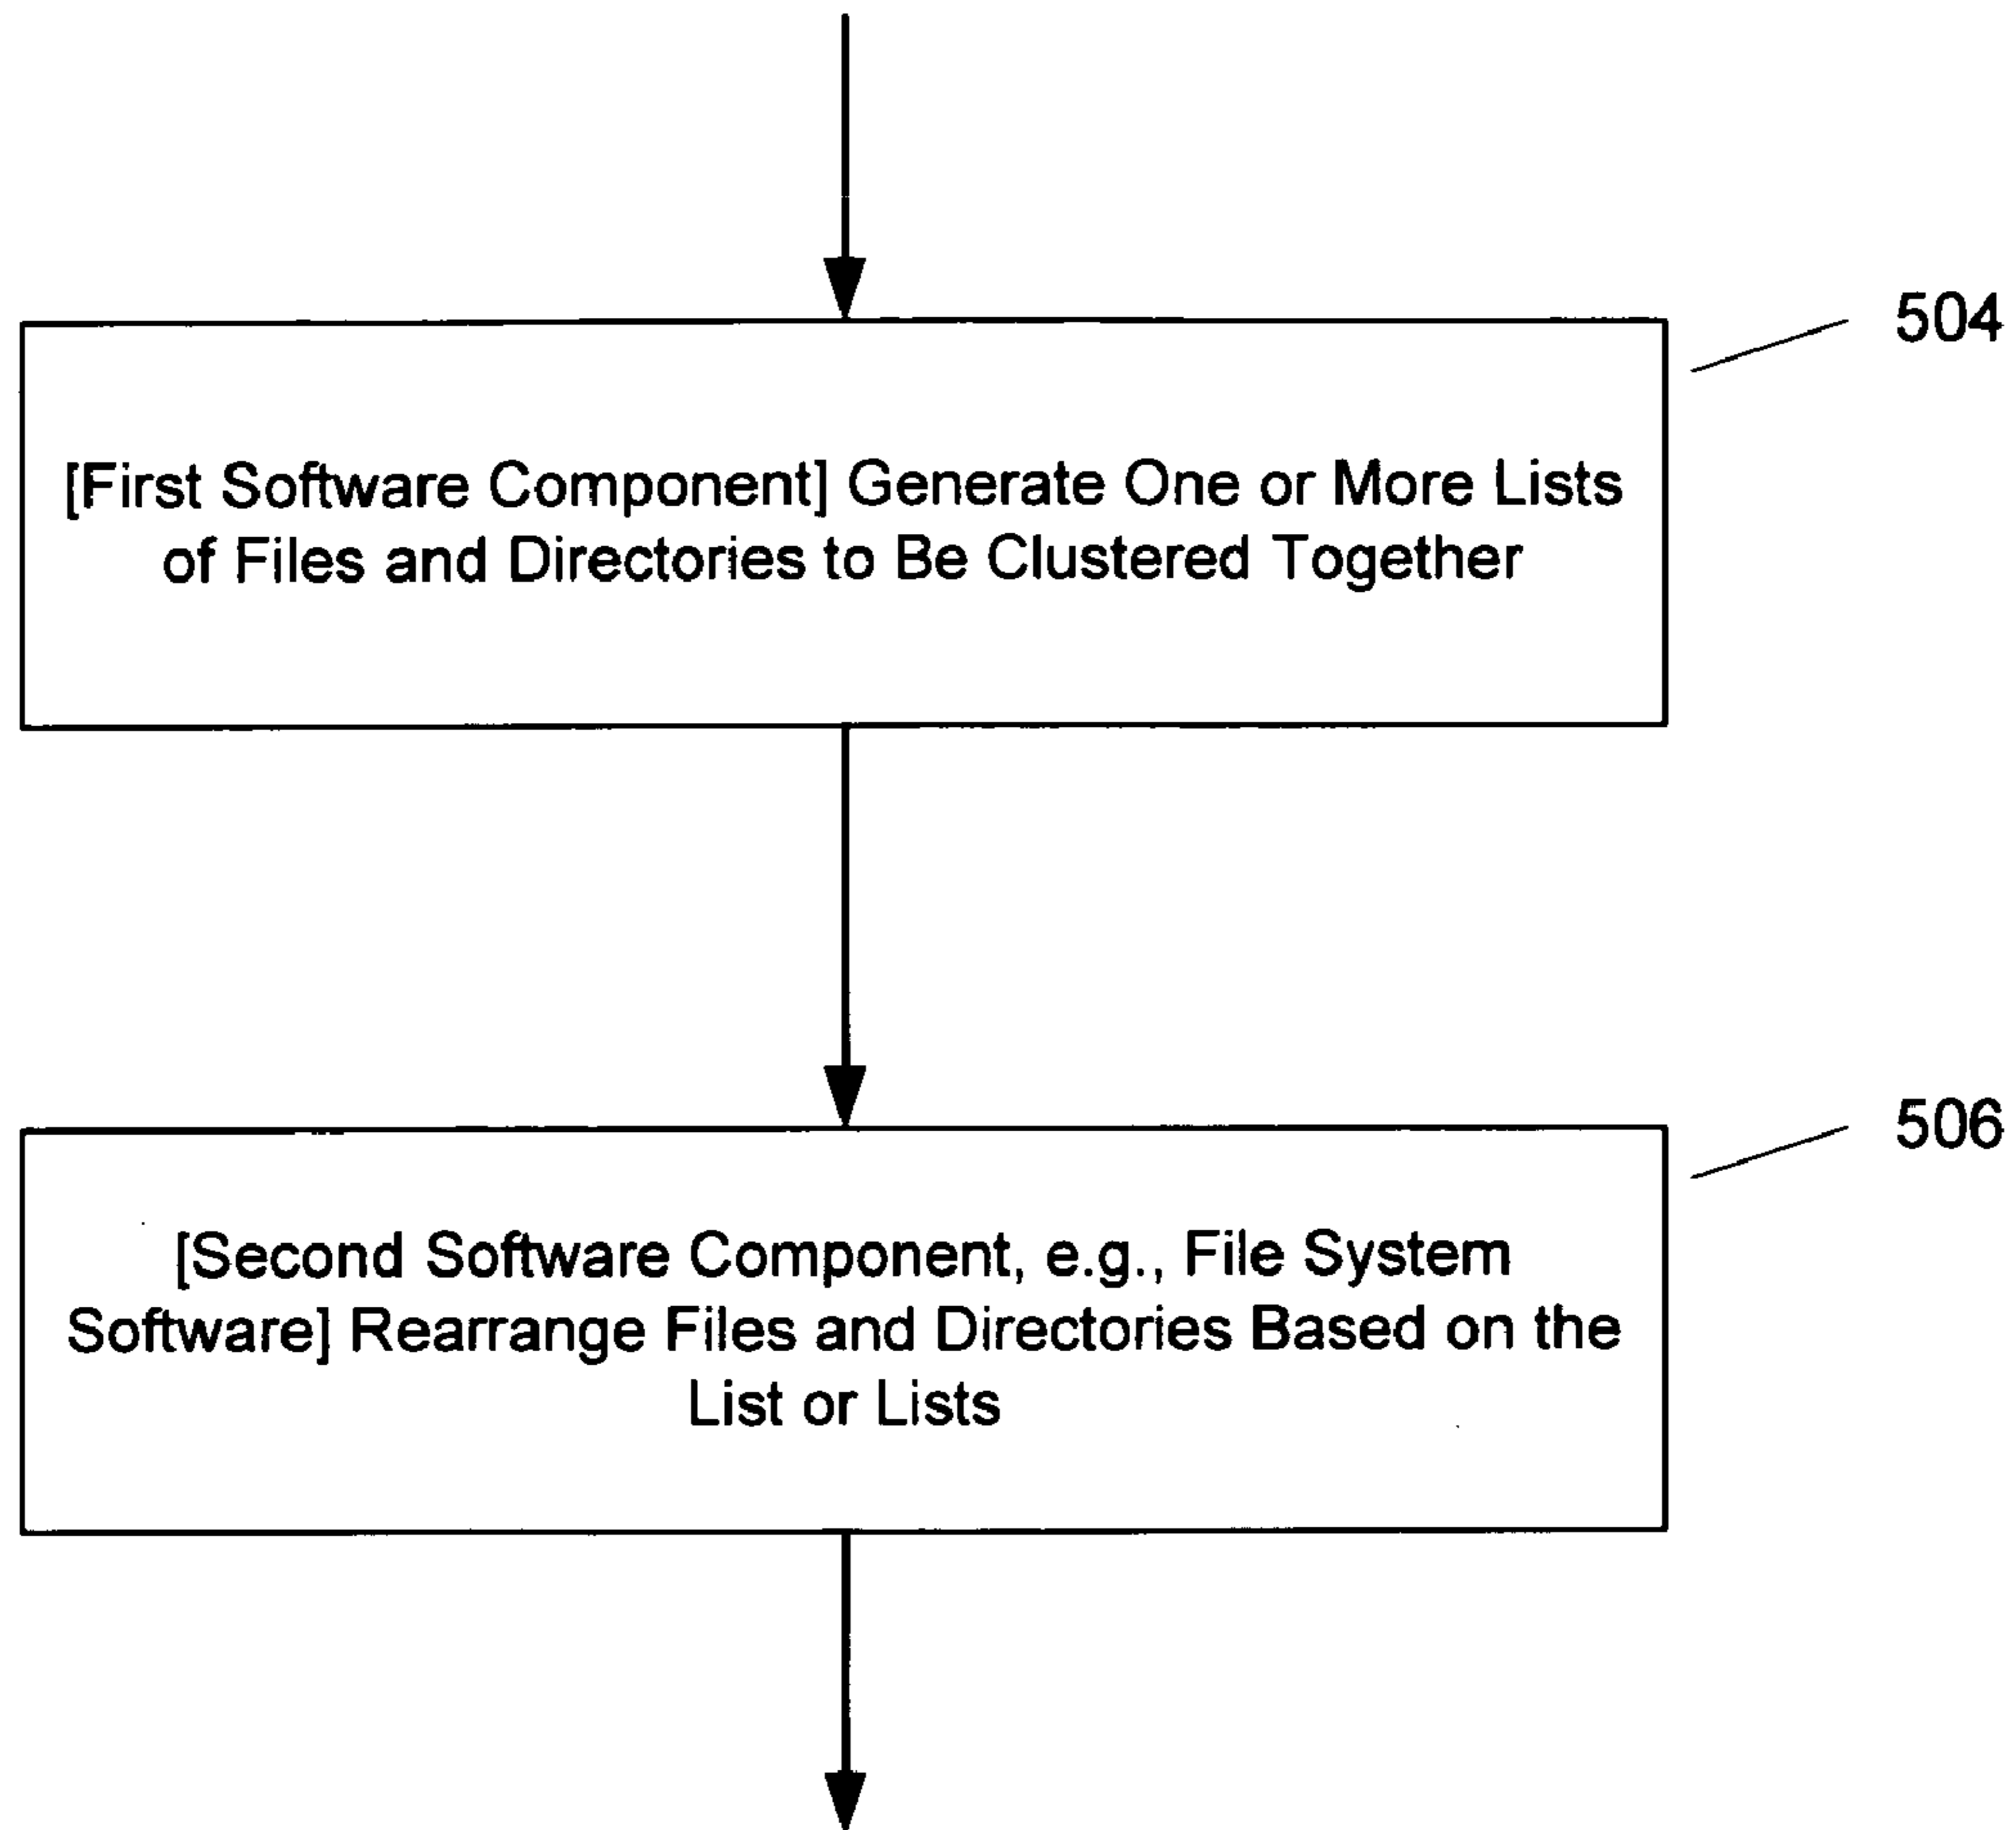 504
[First Software Component] Generate One or More Lists
of Files and Directories to Be Clustered Together
506
[Second Software Component, e.g., File System
Software] Rearrange Files and Directories Based on the
List or Lists